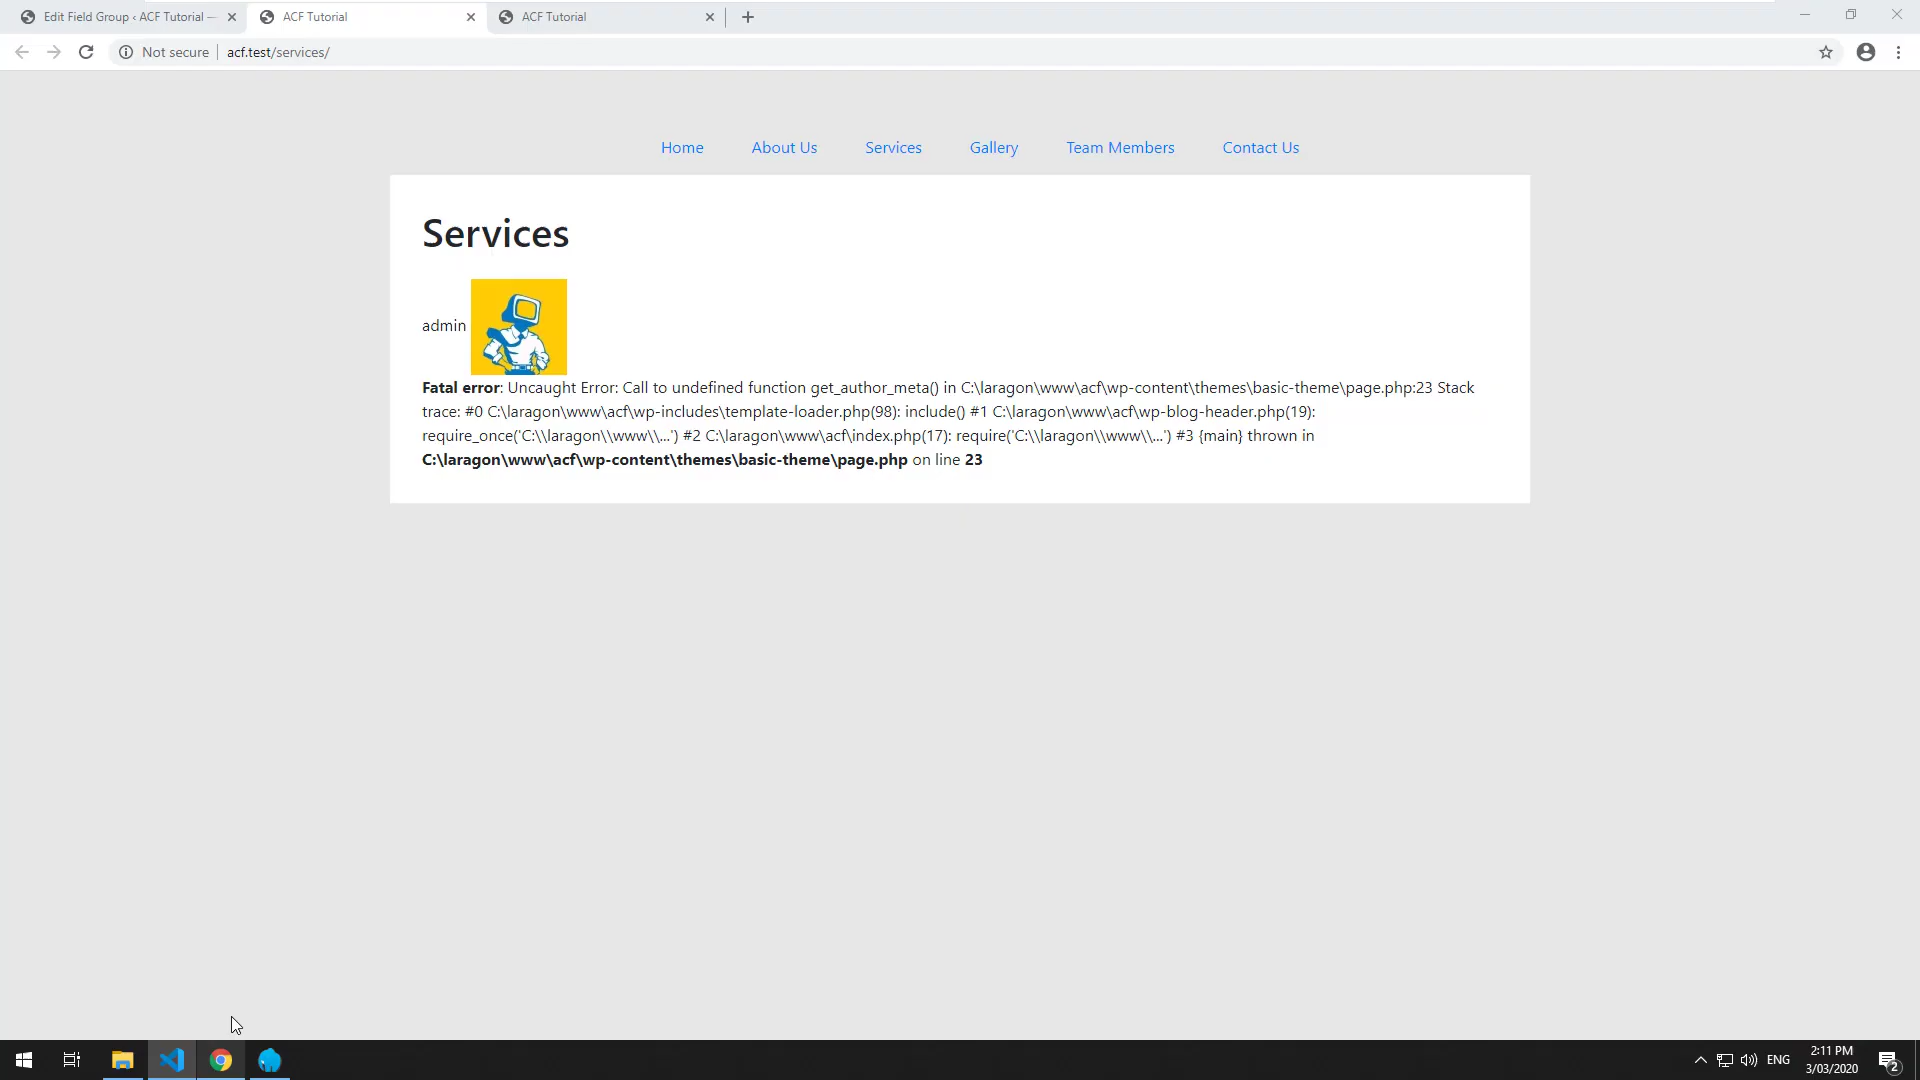 Edit Field Group ‹ ACF Tutorial —
ACF Tutorial
ACF Tutorial
Not secure
acf.test/services/
Home
About Us
Services
Gallery
Team Members
Contact Us
Services
admin
Fatal error: Uncaught Error: Call to undefined function get_author_meta() in C:\laragon\www\acf\wp-content\themes\basic-theme\page.php:23 Stack
trace: #0 C:\laragon\www\acf\wp-includes\template-loader.php(98): include() #1 C:\laragon\www\acf\wp-blog-header.php(19):
require_once('C:\\laragon\\www\\...') #2 C:\laragon\www\acf\index.php(17): require('C:\\laragon\\www\\...') #3 {main} thrown in
C:\laragon\www\acf\wp-content\themes\basic-theme\page.php on line 23
ENG
2:11 PM
3/03/2020
2